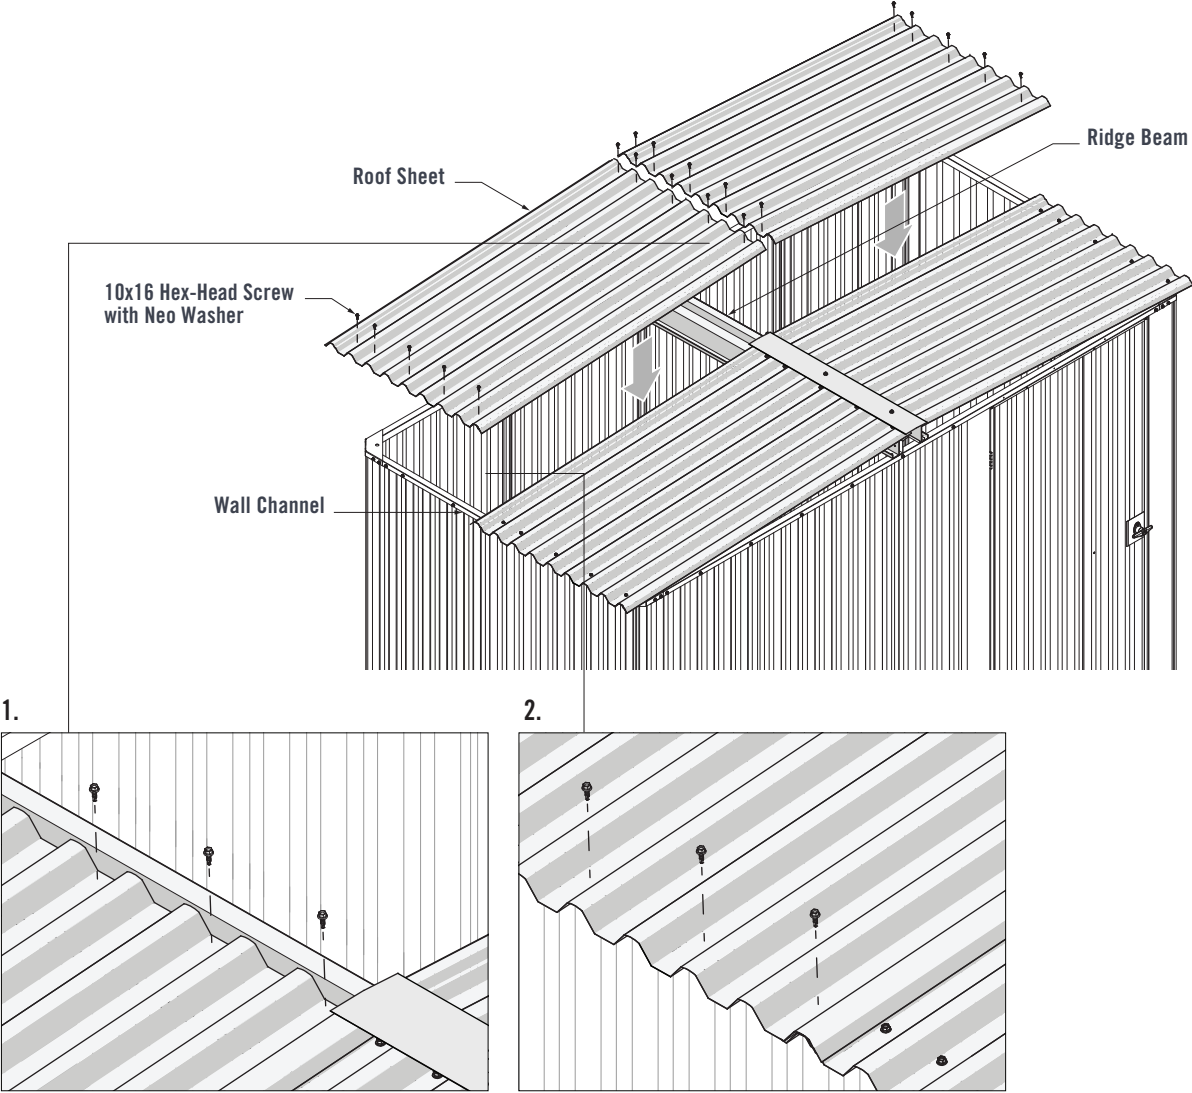 Ridge Beam
Roof Sheet
10x16 Hex-Head Screw
with Neo Washer
Wall Channel
1.
2.